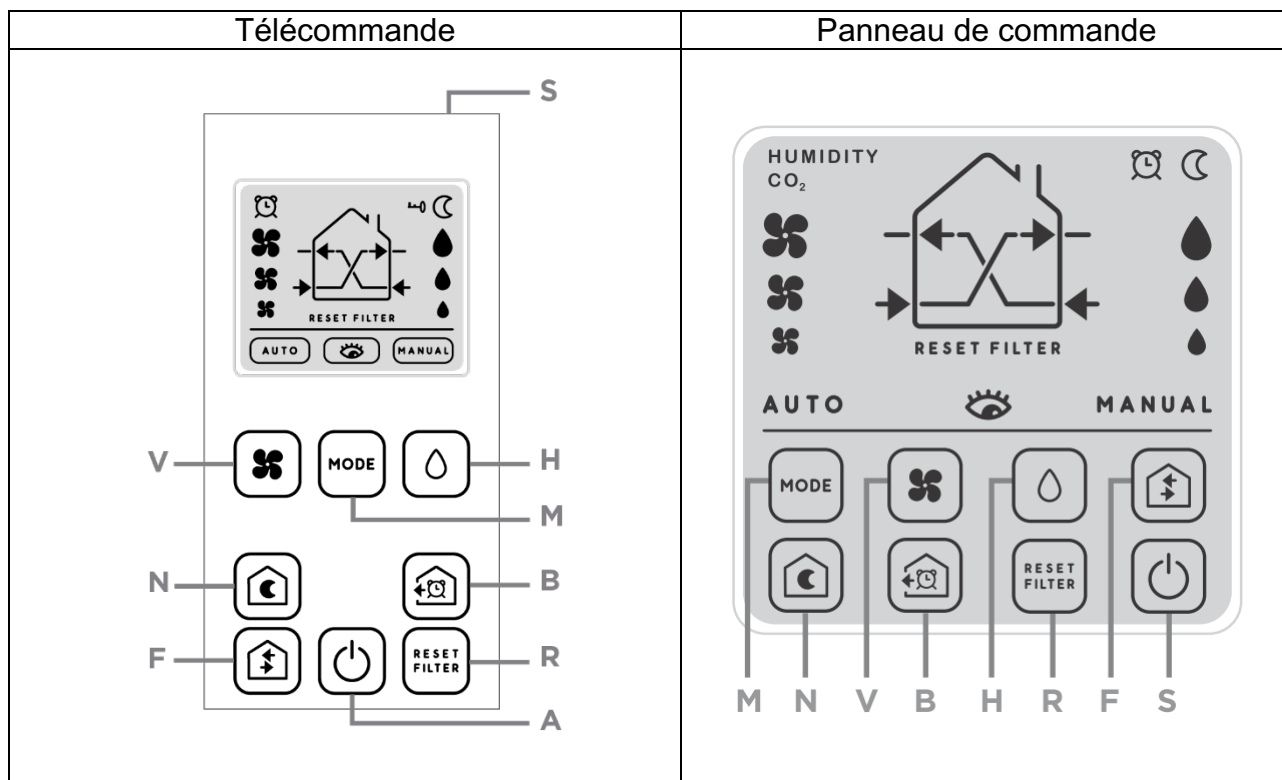 Télécommande
Panneau de commande
S
RESET FILTER
AUTO
MANUAL
V
MODE
H
M
N
B
F
RESET
FILTER
R
A
HUMIDITY
CO₂
RESET FILTER
AUTO
MANUAL
MODE
RESET
FILTER
M N V B H R F S